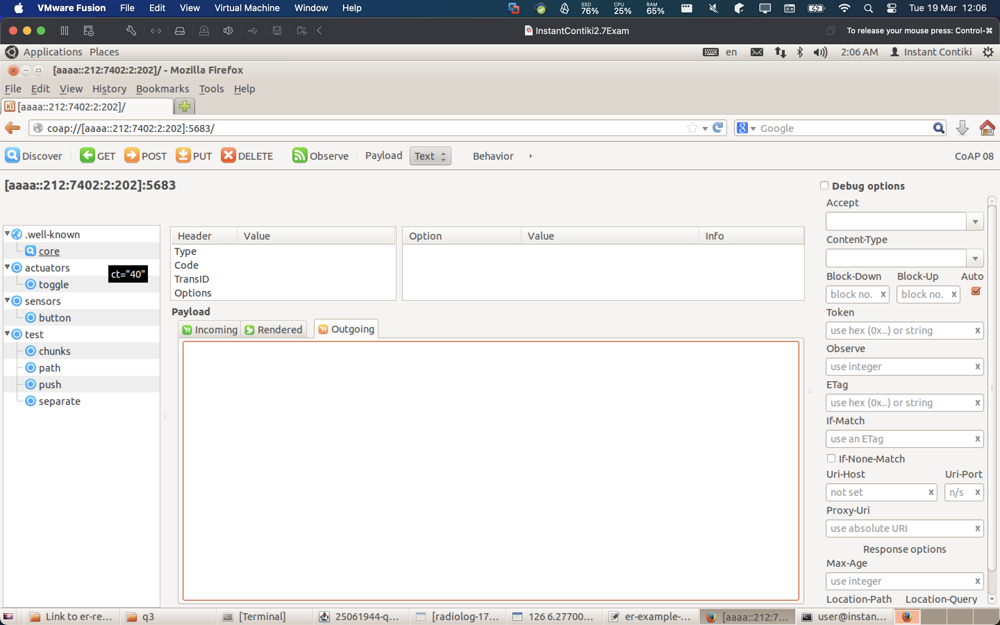 VMware Fusion File Edit View Virtual Machine Window Help SSD 76% CPU 25% RAM 65% Tue 19 Mar 12:06
InstantContiki2.7Exam To release your mouse press: Control-⌘
Applications Places en 2:06 AM Instant Contiki
[aaaa::212:7402:2:202]/ - Mozilla Firefox
File Edit View History Bookmarks Tools Help
Cu [aaaa::212:7402:2:202]/
coap://[aaaa::212:7402:2:202]:5683/ Google
Discover GET POST PUT DELETE Observe Payload Text Behavior CoAP 08
[aaaa::212:7402:2:202]:5683
.well-known
core
actuators
ct="40"
toggle
sensors
button
test
chunks
path
push
separate
Header Value
Type
Code
TransID
Options
Option Value Info
Payload
Incoming Rendered Outgoing
Debug options
Accept
Content-Type
Block-Down Block-Up Auto
block no. x block no. x
Token
use hex (0x..) or string x
Observe
use integer x
ETag
use hex (0x..) or string x
If-Match
use an ETag x
If-None-Match
Uri-Host Uri-Port
not set x n/s x
Proxy-Uri
use absolute URI x
Response options
Max-Age
use integer x
Location-Path Location-Query
Link to er-re... q3 [Terminal] 25061944-q... [radiolog-17... 126 6.27700... er-example-... [aaaa::212:7... user@instan...